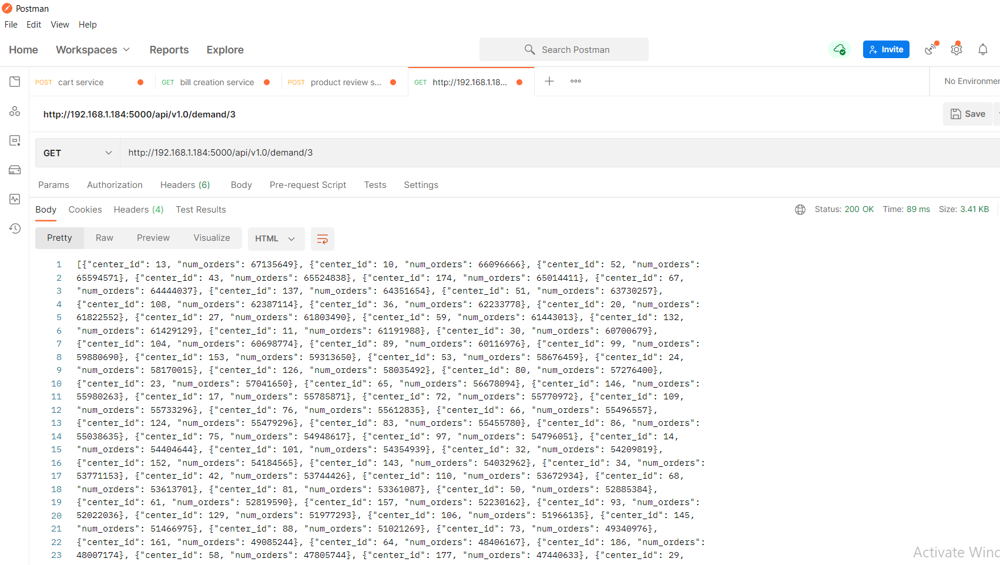 Postman
File Edit View Help
Home Workspaces Reports Explore Search Postman Invite
POST cart service GET bill creation service POST product review s... GET http://192.168.1.18... + ooo No Environmen
http://192.168.1.184:5000/api/v1.0/demand/3 Save
GET http://192.168.1.184:5000/api/v1.0/demand/3
Params Authorization Headers (6) Body Pre-request Script Tests Settings
Body Cookies Headers (4) Test Results Status: 200 OK Time: 89 ms Size: 3.41 KB
Pretty Raw Preview Visualize HTML
1 [{"center_id": 13, "num_orders": 67135649}, {"center_id": 10, "num_orders": 66096666}, {"center_id": 52, "num_orders":
2 65594571}, {"center_id": 43, "num_orders": 65524838}, {"center_id": 174, "num_orders": 65014411}, {"center_id": 67,
3 "num_orders": 64444037}, {"center_id": 137, "num_orders": 64351654}, {"center_id": 51, "num_orders": 63730257},
4 {"center_id": 108, "num_orders": 62387114}, {"center_id": 36, "num_orders": 62233778}, {"center_id": 20, "num_orders":
5 61822552}, {"center_id": 27, "num_orders": 61803490}, {"center_id": 59, "num_orders": 61443013}, {"center_id": 132,
6 "num_orders": 61429129}, {"center_id": 11, "num_orders": 61191988}, {"center_id": 30, "num_orders": 60700679},
7 {"center_id": 104, "num_orders": 60698774}, {"center_id": 89, "num_orders": 60116976}, {"center_id": 99, "num_orders":
8 59880690}, {"center_id": 153, "num_orders": 59313650}, {"center_id": 53, "num_orders": 58676459}, {"center_id": 24,
9 "num_orders": 58170015}, {"center_id": 126, "num_orders": 58035492}, {"center_id": 80, "num_orders": 57276400},
10 {"center_id": 23, "num_orders": 57041650}, {"center_id": 65, "num_orders": 56678094}, {"center_id": 146, "num_orders":
11 55980263}, {"center_id": 17, "num_orders": 55785871}, {"center_id": 72, "num_orders": 55770972}, {"center_id": 109,
12 "num_orders": 55733296}, {"center_id": 76, "num_orders": 55612835}, {"center_id": 66, "num_orders": 55496557},
13 {"center_id": 124, "num_orders": 55479296}, {"center_id": 83, "num_orders": 55455780}, {"center_id": 86, "num_orders":
14 55038635}, {"center_id": 75, "num_orders": 54948617}, {"center_id": 97, "num_orders": 54796051}, {"center_id": 14,
15 "num_orders": 54404644}, {"center_id": 101, "num_orders": 54354939}, {"center_id": 32, "num_orders": 54209819},
16 {"center_id": 152, "num_orders": 54184565}, {"center_id": 143, "num_orders": 54032962}, {"center_id": 34, "num_orders":
17 53771153}, {"center_id": 42, "num_orders": 53744426}, {"center_id": 110, "num_orders": 53672934}, {"center_id": 68,
18 "num_orders": 53613701}, {"center_id": 81, "num_orders": 53361087}, {"center_id": 50, "num_orders": 52885384},
19 {"center_id": 61, "num_orders": 52819590}, {"center_id": 157, "num_orders": 52230162}, {"center_id": 93, "num_orders":
20 52022036}, {"center_id": 129, "num_orders": 51977293}, {"center_id": 106, "num_orders": 51966135}, {"center_id": 145,
21 "num_orders": 51466975}, {"center_id": 88, "num_orders": 51021269}, {"center_id": 73, "num_orders": 49340976},
22 {"center_id": 161, "num_orders": 49085244}, {"center_id": 64, "num_orders": 48406167}, {"center_id": 186, "num_orders":
23 48007174}, {"center_id": 58, "num_orders": 47805744}, {"center_id": 177, "num_orders": 47440633}, {"center_id": 29,
Activate Winc